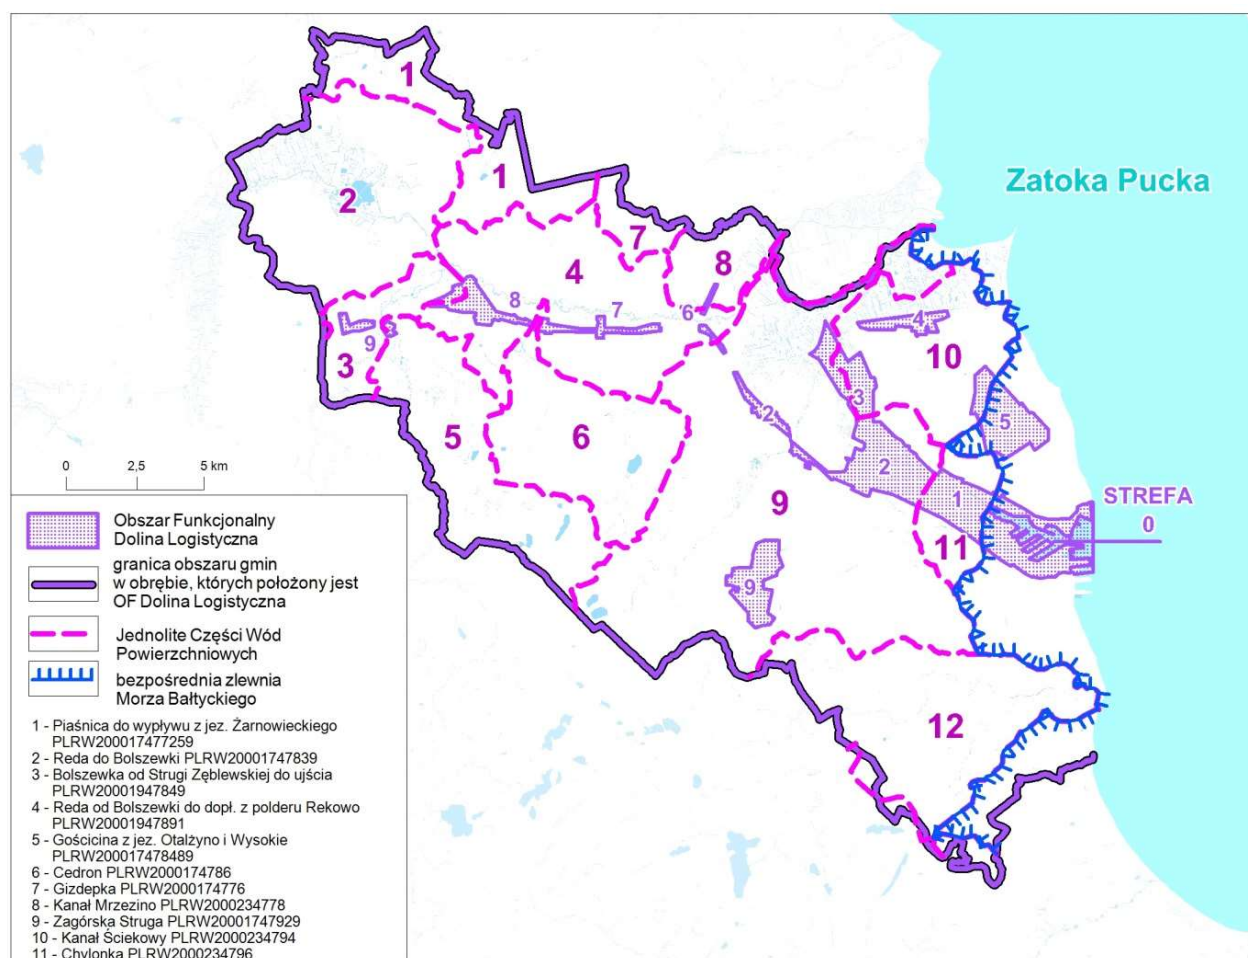 1
Zatoka Pucka
1
2
7
8
4
8
7
6
4
10
9
3
3
2
5
5
6
2
1
STREFA
0
9
11
9
12
0 2,5 5 km
Obszar Funkcjonalny
Dolina Logistyczna
granica obszaru gmin
w obrębie, których położony jest
OF Dolina Logistyczna
Jednolite Części Wód
Powierzchniowych
bezpośrednia zlewnia
Morza Bałtyckiego
1 - Piaśnica do wypływu z jez. Żarnowieckiego
PLRW200017477259
2 - Reda do Bolszewki PLRW20001747839
3 - Bolszewka od Strugi Zęblewskiej do ujścia
PLRW20001947849
4 - Reda od Bolszewki do dopł. z polderu Rekowo
PLRW20001947891
5 - Gościcina z jez. Otalżyno i Wysokie
PLRW200017478489
6 - Cedron PLRW2000174786
7 - Gizdepka PLRW2000174776
8 - Kanał Mrzezino PLRW2000234778
9 - Zagórska Struga PLRW20001747929
10 - Kanał Ściekowy PLRW2000234794
11 - Chylonka PLRW2000234796